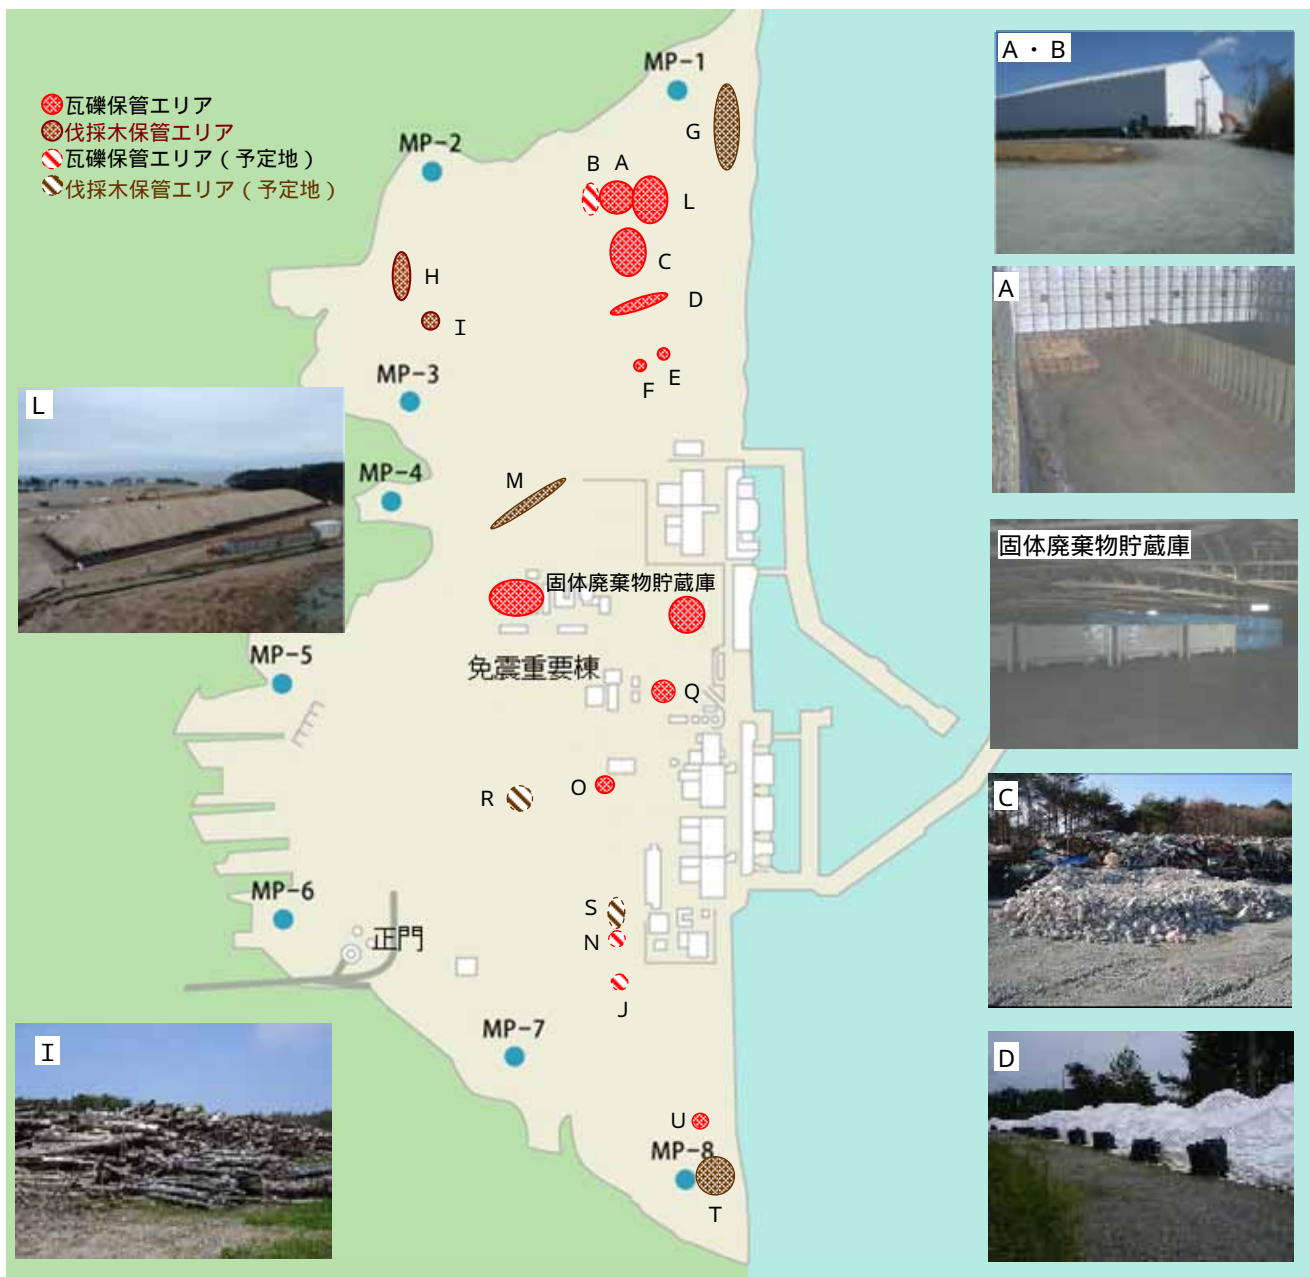 瓦礫保管エリア
伐採木保管エリア
瓦礫保管エリア（予定地）
伐採木保管エリア（予定地）
MP-1
G
MP-2
B
A
L
C
H
D
I
E
F
MP-3
MP-4
M
固体廃棄物貯蔵庫
MP-5
免震重要棟
Q
O
R
MP-6
S
正門
N
J
MP-7
U
MP-8
T
A・B
A
固体廃棄物貯蔵庫
C
D
L
I